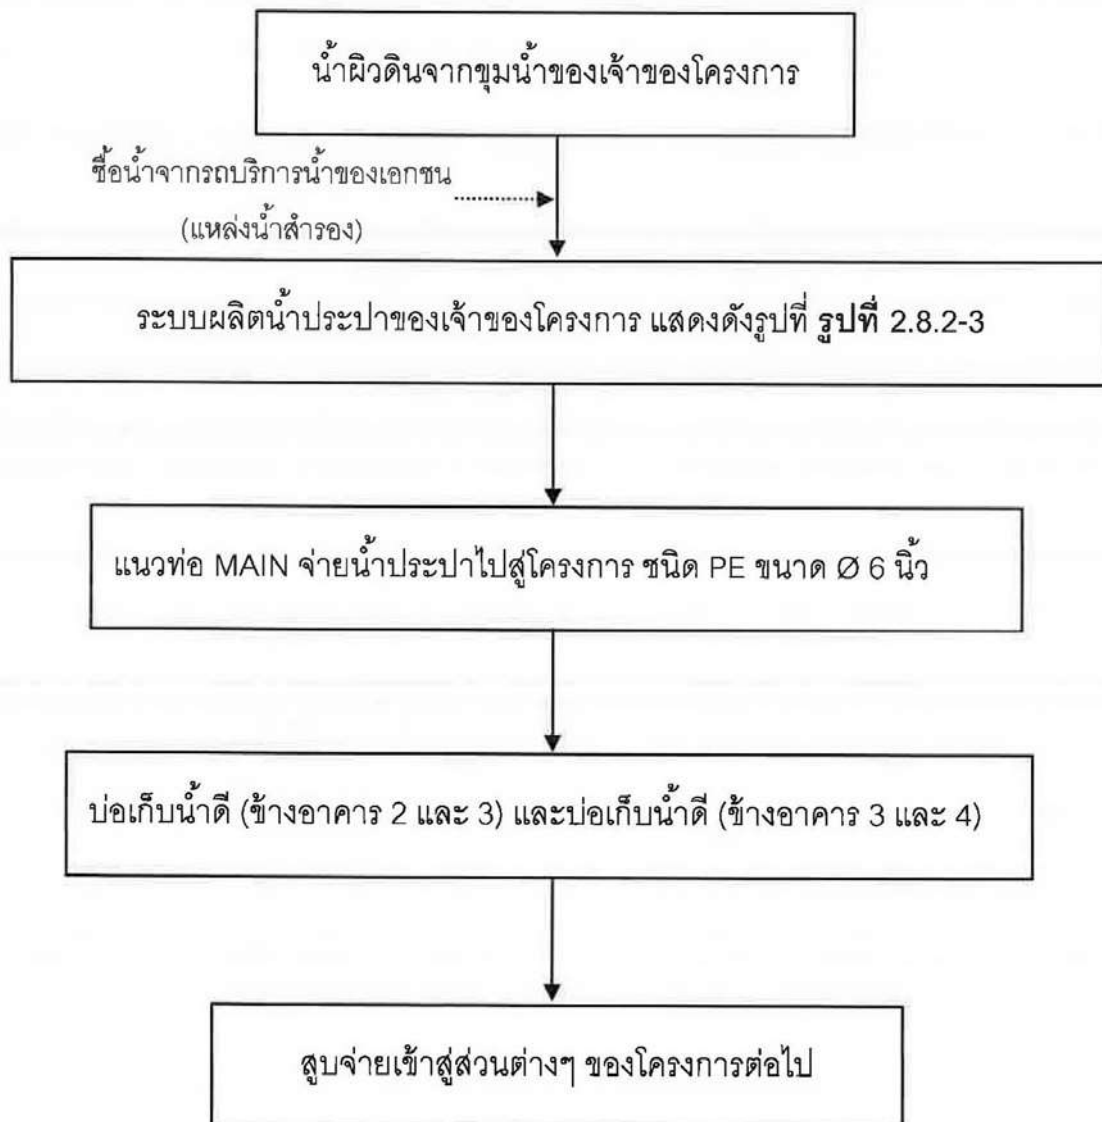 น้ำผิวดินจากขุมน้ำของเจ้าของโครงการ
ซื้อน้ำจากรถบริการน้ำของเอกชน
(แหล่งน้ำสำรอง)
ระบบผลิตน้ำประปาของเจ้าของโครงการ แสดงดังรูปที่ รูปที่ 2.8.2-3
แนวท่อ MAIN จ่ายน้ำประปาไปสู่โครงการ ชนิด PE ขนาด Ø 6 นิ้ว
บ่อเก็บน้ำดี (ข้างอาคาร 2 และ 3) และบ่อเก็บน้ำดี (ข้างอาคาร 3 และ 4)
สูบจ่ายเข้าสู่ส่วนต่างๆ ของโครงการต่อไป